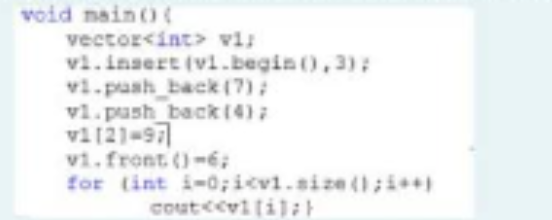 void main(){
vector<int> v1;
v1.insert(v1.begin(),3);
v1.push_back(7);
v1.push_back(4);
v1[2]=9;
v1.front()=6;
for (int i=0;i<v1.size();i++)
cout<<v1[i];}